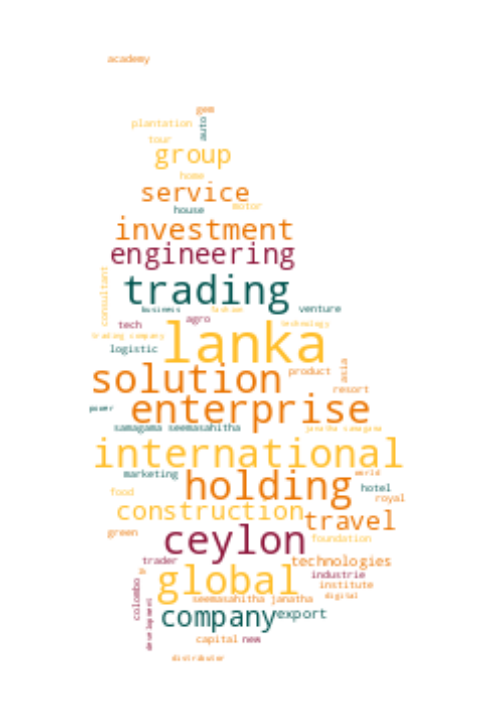 academy
gem
plantation
auto
tour
group
home
service
house motor
investment
engineering
consultant
trading
business fashion venture
tech agro technology
trading company
lanka
logistic
asia
solution product
resort
power enterprise
samagama seemasahitha janatha samagama
international
marketing world
holding hotel
food royal
construction travel
green ceylon foundation
trader technologies
global industrie
institute
colombo
seemasahitha janatha digital
development
company export
capital new
distributor